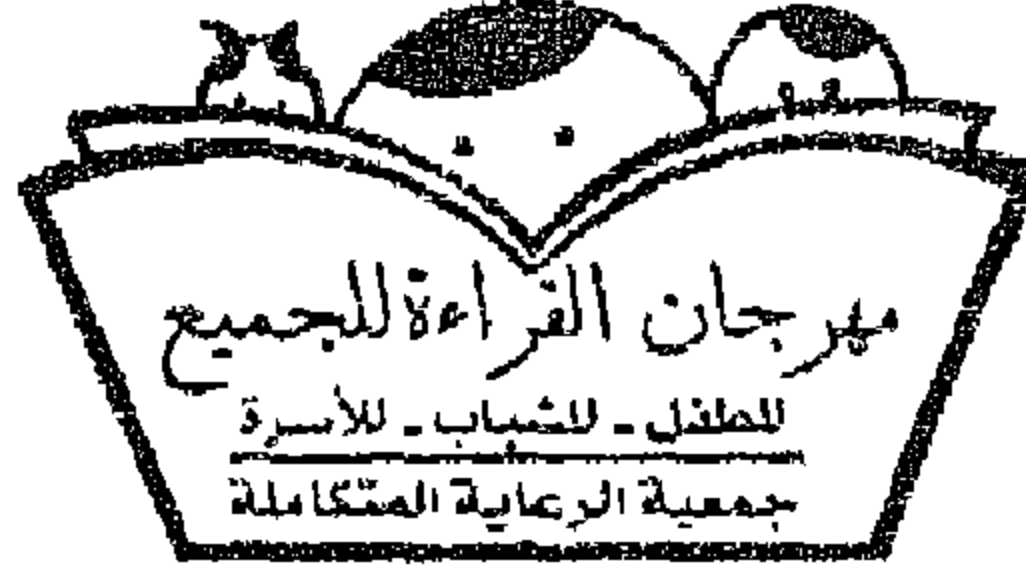 مهرجان القراءة للجميع
للطفل - للشباب - للأسرة
جمعية الرعاية المتكاملة